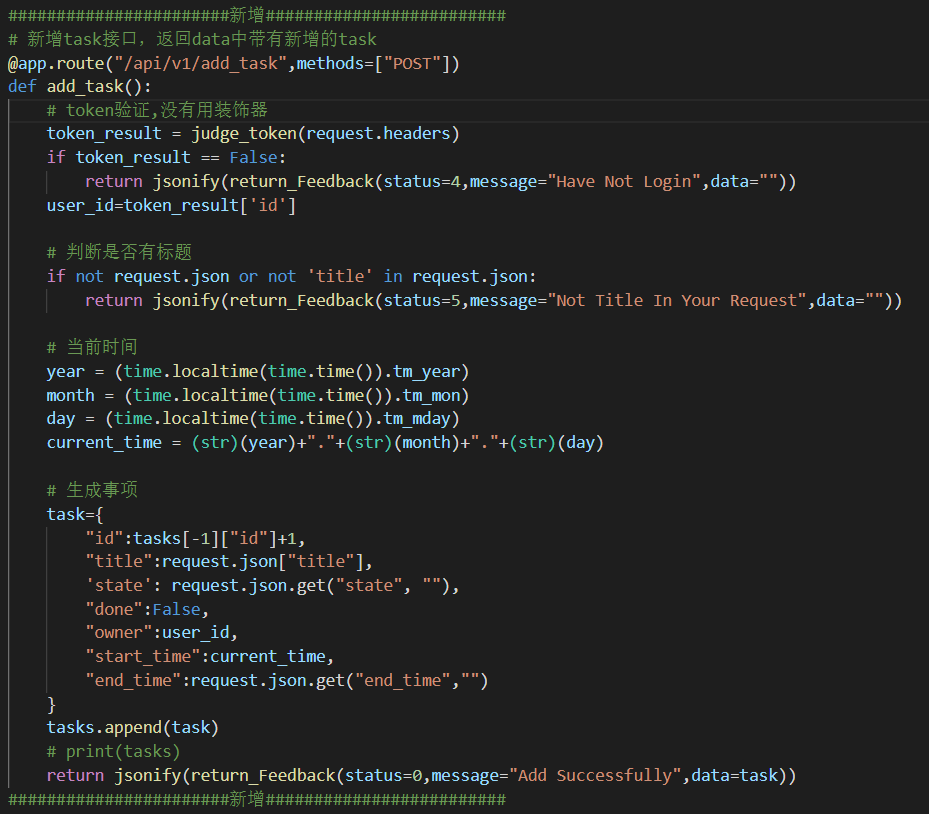 #######################新增#########################
# 新增task接口，返回data中带有新增的task
@app.route("/api/v1/add_task",methods=["POST"])
def add_task():
    # token验证,没有用装饰器
    token_result = judge_token(request.headers)
    if token_result == False:
        return jsonify(return_Feedback(status=4,message="Have Not Login",data=""))
    user_id=token_result['id']

    # 判断是否有标题
    if not request.json or not 'title' in request.json:
        return jsonify(return_Feedback(status=5,message="Not Title In Your Request",data=""))

    # 当前时间
    year = (time.localtime(time.time()).tm_year)
    month = (time.localtime(time.time()).tm_mon)
    day = (time.localtime(time.time()).tm_mday)
    current_time = (str)(year)+"."+(str)(month)+"."+(str)(day)

    # 生成事项
    task={
        "id":tasks[-1]["id"]+1,
        "title":request.json["title"],
        'state': request.json.get("state", ""),
        "done":False,
        "owner":user_id,
        "start_time":current_time,
        "end_time":request.json.get("end_time","")
    }
    tasks.append(task)
    # print(tasks)
    return jsonify(return_Feedback(status=0,message="Add Successfully",data=task))
#######################新增#########################